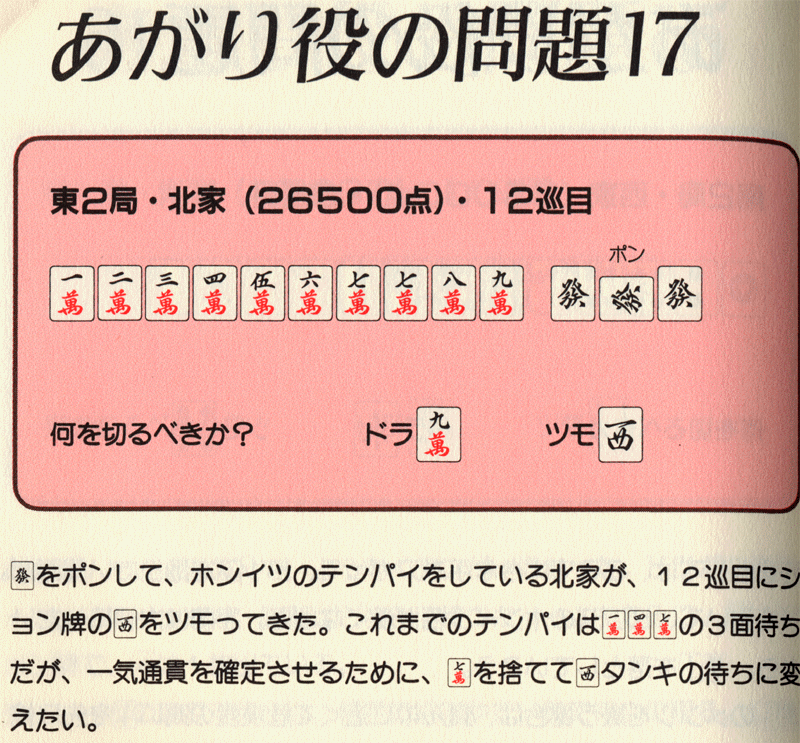 あがり役の問題17
東2局・北家（26500点）・12巡目
ポン
一萬 二萬 三萬 四萬 伍萬 六萬 七萬 七萬 八萬 九萬 發 發 發
何を切るべきか？ ドラ 九萬 ツモ 西
發をポンして、ホンイツのテンパイをしている北家が、12巡目にシ
ョン牌の西をツモってきた。これまでのテンパイは一萬四萬七萬の3面待ち
だが、一気通貫を確定させるために、七萬を捨てて西タンキの待ちに変
えたい。